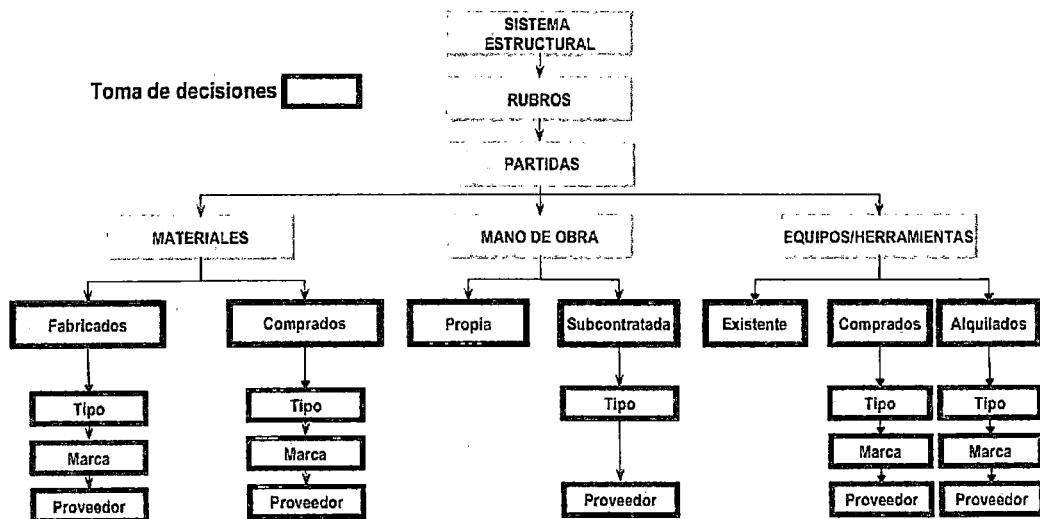 SISTEMA
ESTRUCTURAL
Toma de decisiones
RUBROS
PARTIDAS
MATERIALES
MANO DE OBRA
EQUIPOS/HERRAMIENTAS
Fabricados
Comprados
Propia
Subcontratada
Existente
Comprados
Alquilados
Tipo
Tipo
Tipo
Tipo
Tipo
Marca
Marca
Marca
Marca
Proveedor
Proveedor
Proveedor
Proveedor
Proveedor